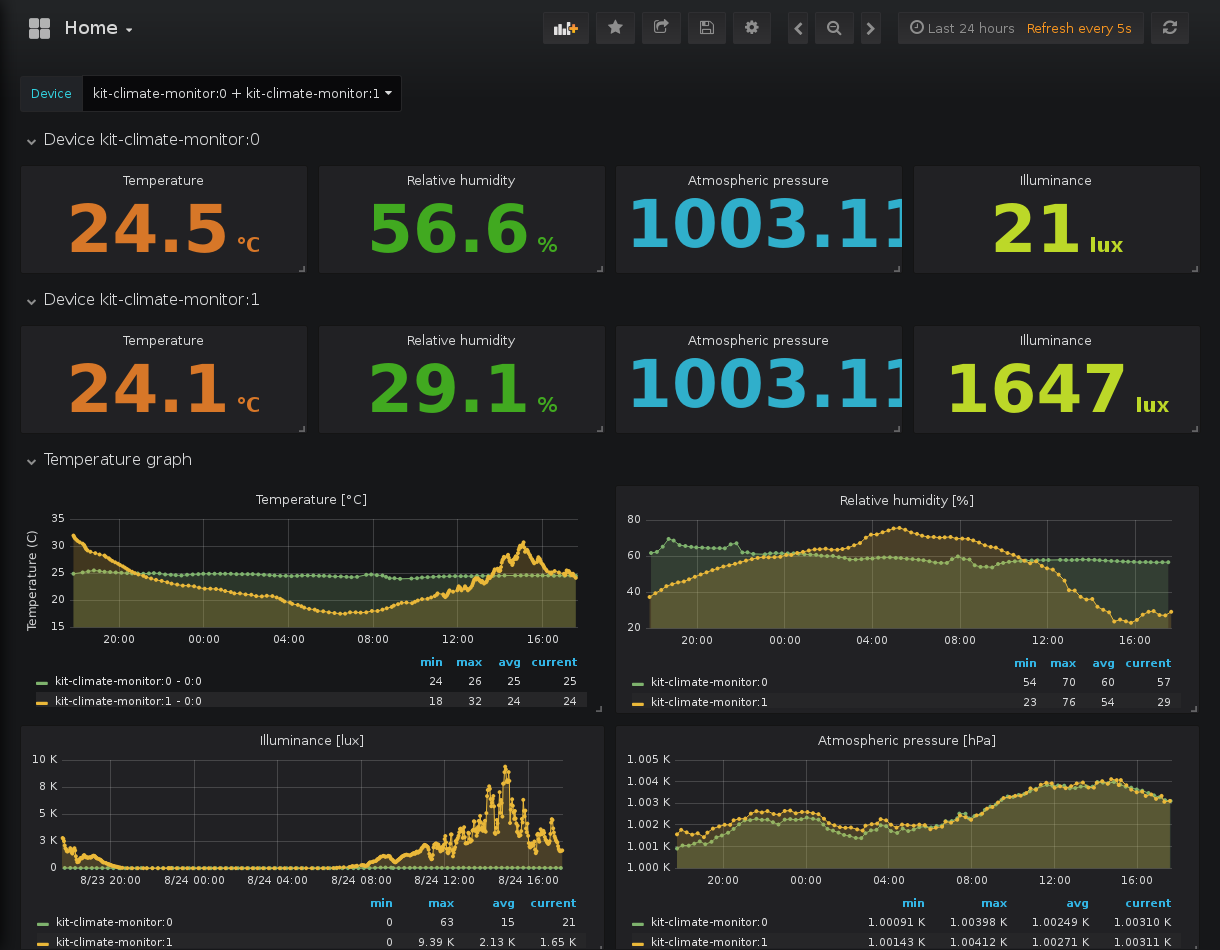 Home
Last 24 hours Refresh every 5s
Device kit-climate-monitor:0 + kit-climate-monitor:1
Device kit-climate-monitor:0
Temperature Relative humidity Atmospheric pressure Illuminance
24.5 °C 56.6 % 1003.11 21 lux
Device kit-climate-monitor:1
Temperature Relative humidity Atmospheric pressure Illuminance
24.1 °C 29.1 % 1003.11 1647 lux
Temperature graph
Temperature [°C]
Temperature (C)
35
30
25
20
15
20:00 00:00 04:00 08:00 12:00 16:00
min max avg current
kit-climate-monitor:0 - 0:0 24 26 25 25
kit-climate-monitor:1 - 0:0 18 32 24 24
Relative humidity [%]
80
60
40
20
20:00 00:00 04:00 08:00 12:00 16:00
min max avg current
kit-climate-monitor:0 54 70 60 57
kit-climate-monitor:1 23 76 54 29
Illuminance [lux]
10 K
8 K
5 K
3 K
0
8/23 20:00 8/24 00:00 8/24 04:00 8/24 08:00 8/24 12:00 8/24 16:00
min max avg current
kit-climate-monitor:0 0 63 15 21
kit-climate-monitor:1 0 9.39 K 2.13 K 1.65 K
Atmospheric pressure [hPa]
1.005 K
1.004 K
1.003 K
1.002 K
1.001 K
1.000 K
20:00 00:00 04:00 08:00 12:00 16:00
min max avg current
kit-climate-monitor:0 1.00091 K 1.00398 K 1.00249 K 1.00310 K
kit-climate-monitor:1 1.00143 K 1.00412 K 1.00271 K 1.00311 K